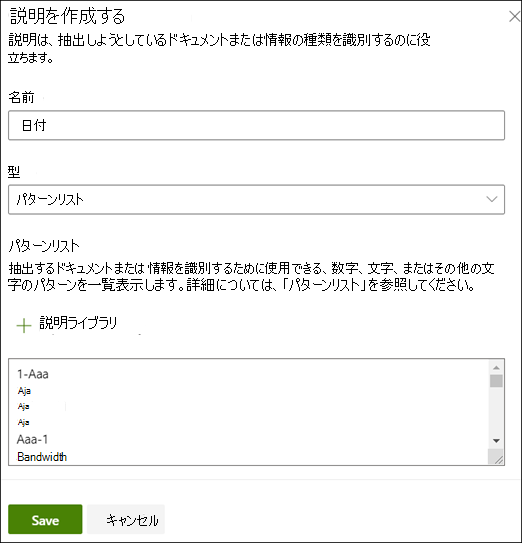 説明を作成する
説明は、抽出しようとしているドキュメントまたは情報の種類を識別するのに役
立ちます。
名前
日付
型
パターンリスト
パターンリスト
抽出するドキュメントまたは情報を識別するために使用できる、数字、文字、またはその他の文
字のパターンを一覧表示します。詳細については、「パターンリスト」を参照してください。
説明ライブラリ
1-Aaa
Aja
Aja
Aja
Aaa-1
Bandwidth
Save
キャンセル